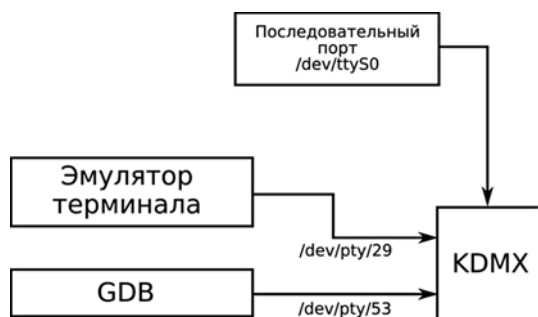 Последовательный
порт
/dev/ttyS0
Эмулятор
терминала
/dev/pty/29
KDMX
GDB
/dev/pty/53